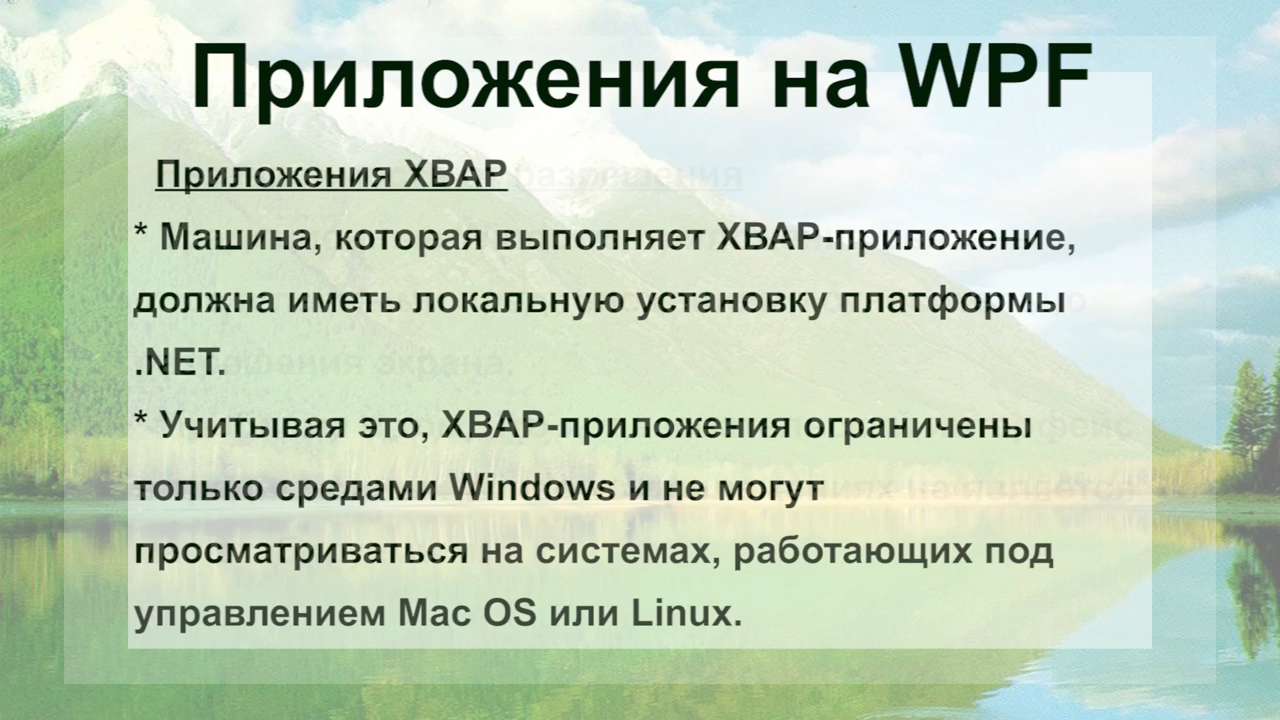 Приложения на WPF
Приложения XBAP
* Машина, которая выполняет XBAP-приложение,
должна иметь локальную установку платформы
.NET.
* Учитывая это, XBAP-приложения ограничены
только средами Windows и не могут
просматриваться на системах, работающих под
управлением Mac OS или Linux.